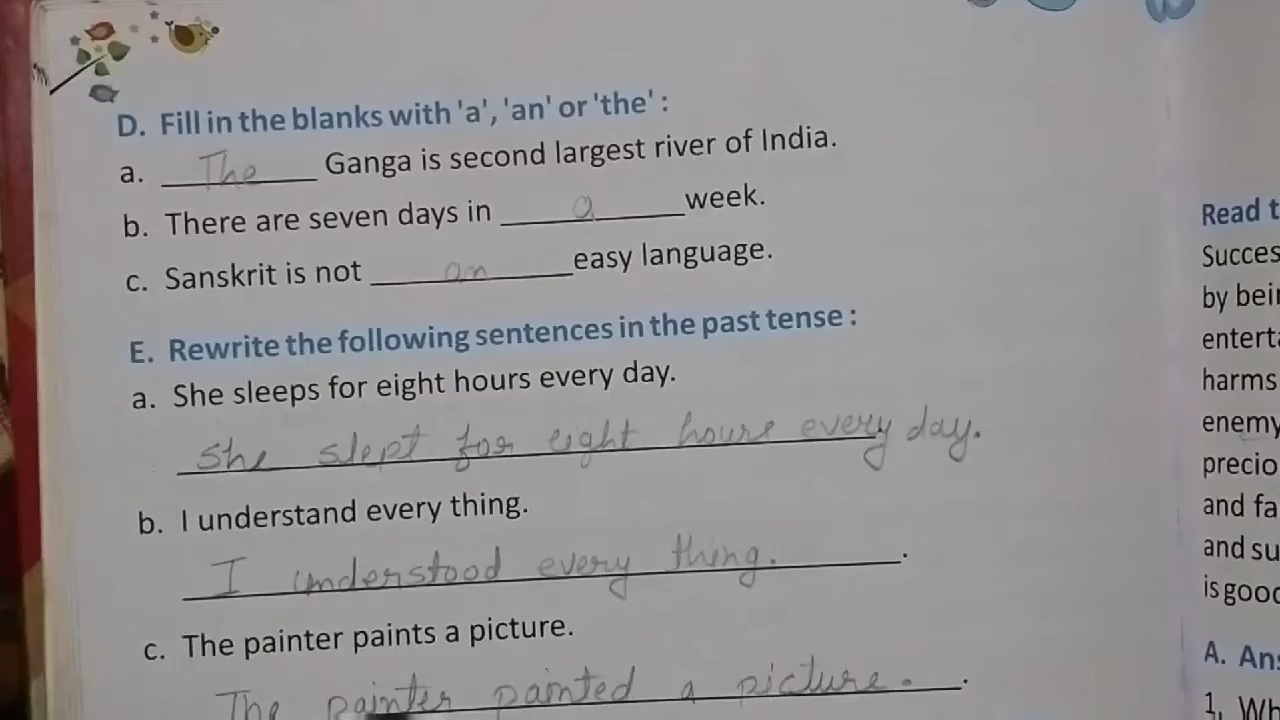 D. Fill in the blanks with 'a', 'an' or 'the' :
a. The Ganga is second largest river of India.
b. There are seven days in a week.
c. Sanskrit is not an easy language.
E. Rewrite the following sentences in the past tense :
a. She sleeps for eight hours every day.
She slept for eight hours every day.
b. I understand every thing.
I understood every thing. .
c. The painter paints a picture.
The painter painted a picture. .
Read t
Succes
by bein
enterta
harms
enemy
precio
and fa
and su
is good
A. Ans
1. Wh